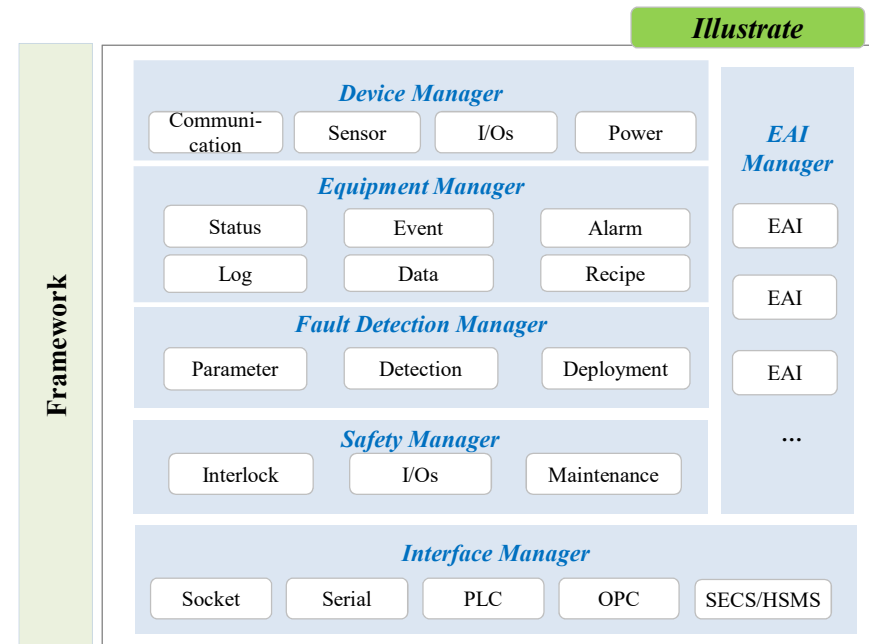 Illustrate
Framework
Device Manager
Communi-
cation
Sensor
I/Os
Power
EAI
Manager
EAI
EAI
EAI
...
Equipment Manager
Status
Event
Alarm
Log
Data
Recipe
Fault Detection Manager
Parameter
Detection
Deployment
Safety Manager
Interlock
I/Os
Maintenance
Interface Manager
Socket
Serial
PLC
OPC
SECS/HSMS